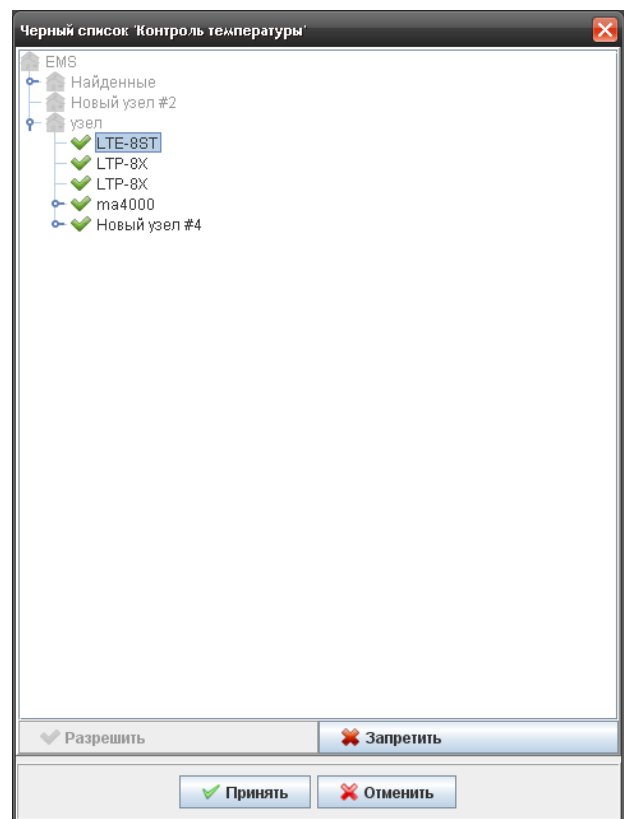 Черный список 'Контроль температуры'
EMS
Найденные
Новый узел #2
узел
LTE-8ST
LTP-8X
LTP-8X
ma4000
Новый узел #4
Разрешить
Запретить
Принять
Отменить